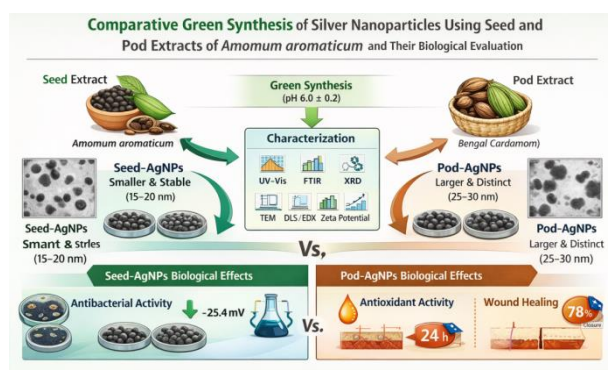 Comparative Green Synthesis of Silver Nanoparticles Using Seed and
Pod Extracts of Amomum aromaticum and Their Biological Evaluation
Seed Extract
Amomum aromaticum
Green Synthesis
(pH 6.0 ± 0.2)
Pod Extract
Bengal Cardamom)
Characterization
UV-Vis
FTIR
XRD
TEM
DLS/EDX
Zeta Potential
Seed-AgNPs
Smaller & Stable
(15–20 nm)
Pod-AgNPs
Larger & Distinct
(25–30 nm)
Seed-AgNPs
Smant & Strles
(15–20 nm)
Pod-AgNPs
Larger & Distinct
(25–30 nm)
Vs,
Seed-AgNPs Biological Effects
Pod-AgNPs Biological Effects
Antibacterial Activity
-25.4 mV
Vs.
Antioxidant Activity
24 h
Wound Healing
78%
Closure